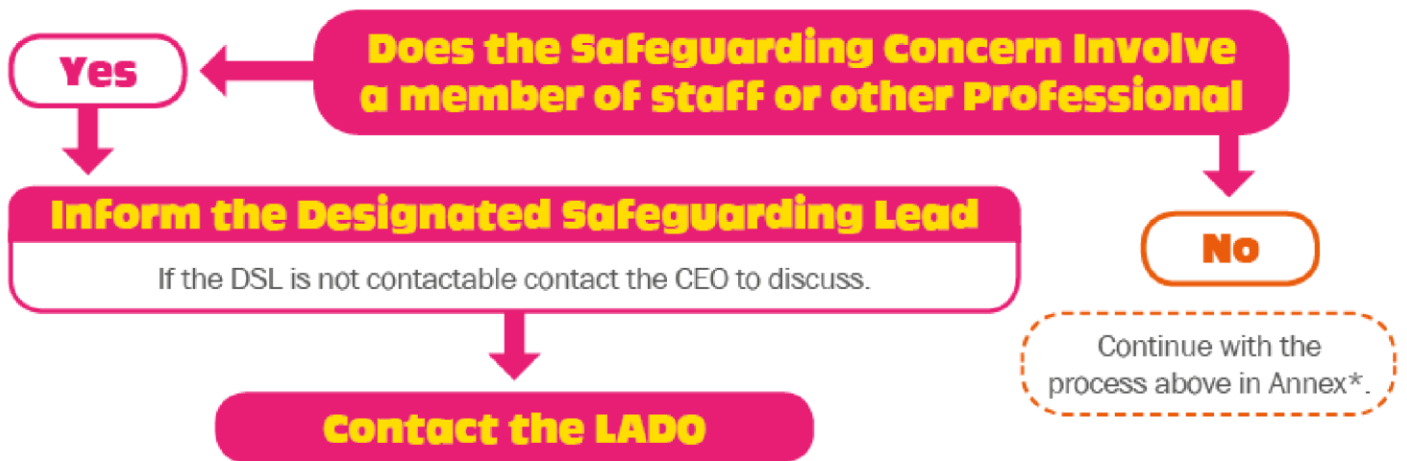 Does the Safeguarding Concern Involve
a member of staff or other Professional
Yes
Inform the Designated Safeguarding Lead
If the DSL is not contactable contact the CEO to discuss.
No
Continue with the
process above in Annex*.
Contact the LADO